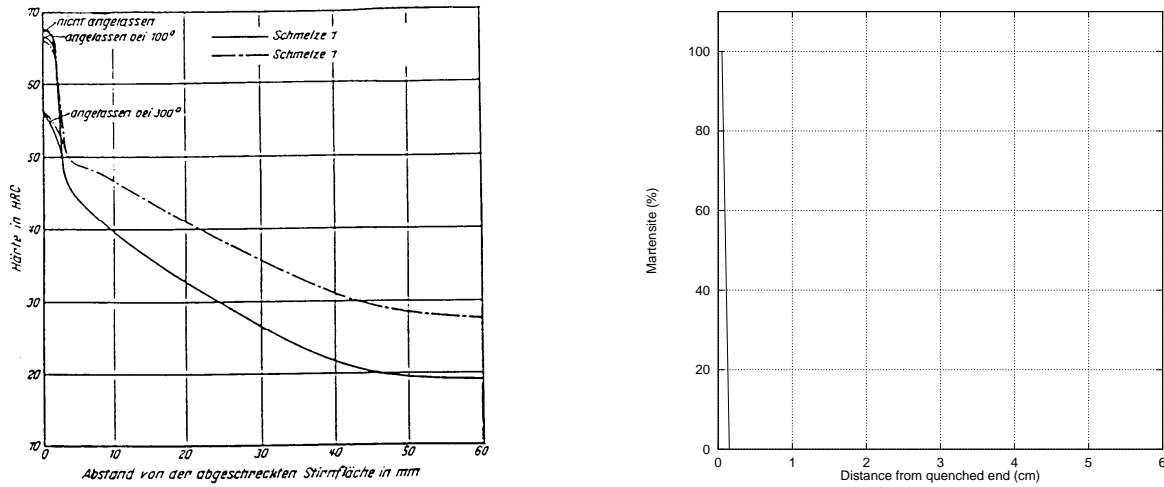 70
nicht angelassen
angelassen bei 100°
Schmelze 1
Schmelze 1
60
angelassen bei 300°
50
40
30
20
10
Härte in HRC
0 10 20 30 40 50 60
Abstand von der abgeschreckten Stirnfläche in mm
100
80
60
40
20
0
Martensite (%)
0 1 2 3 4 5 6
Distance from quenched end (cm)